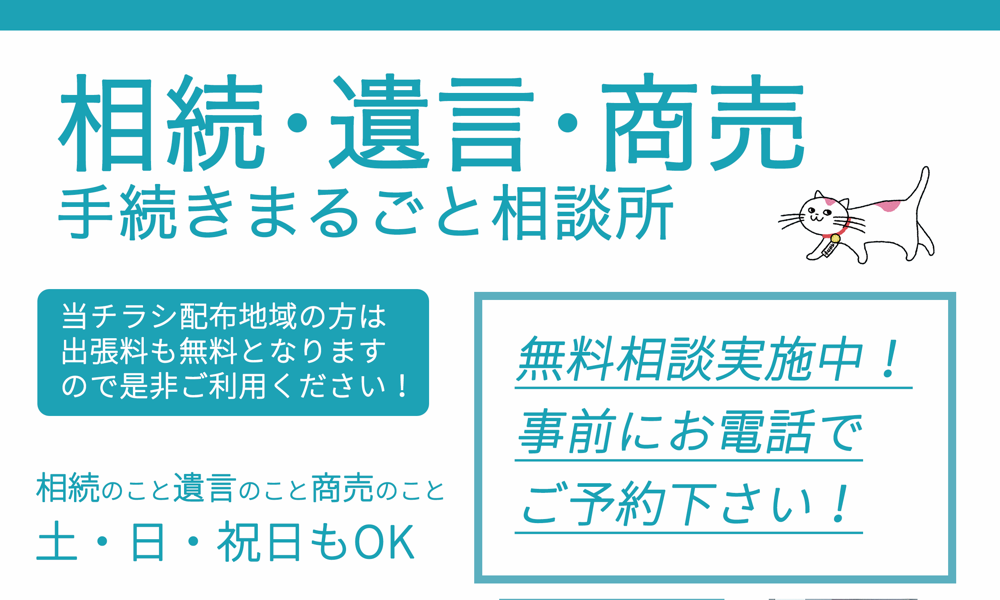 相続・遺言・商売
手続きまるごと相談所
当チラシ配布地域の方は
出張料も無料となります
ので是非ご利用ください！
無料相談実施中！
事前にお電話で
ご予約下さい！
相続のこと遺言のこと商売のこと
土・日・祝日もOK